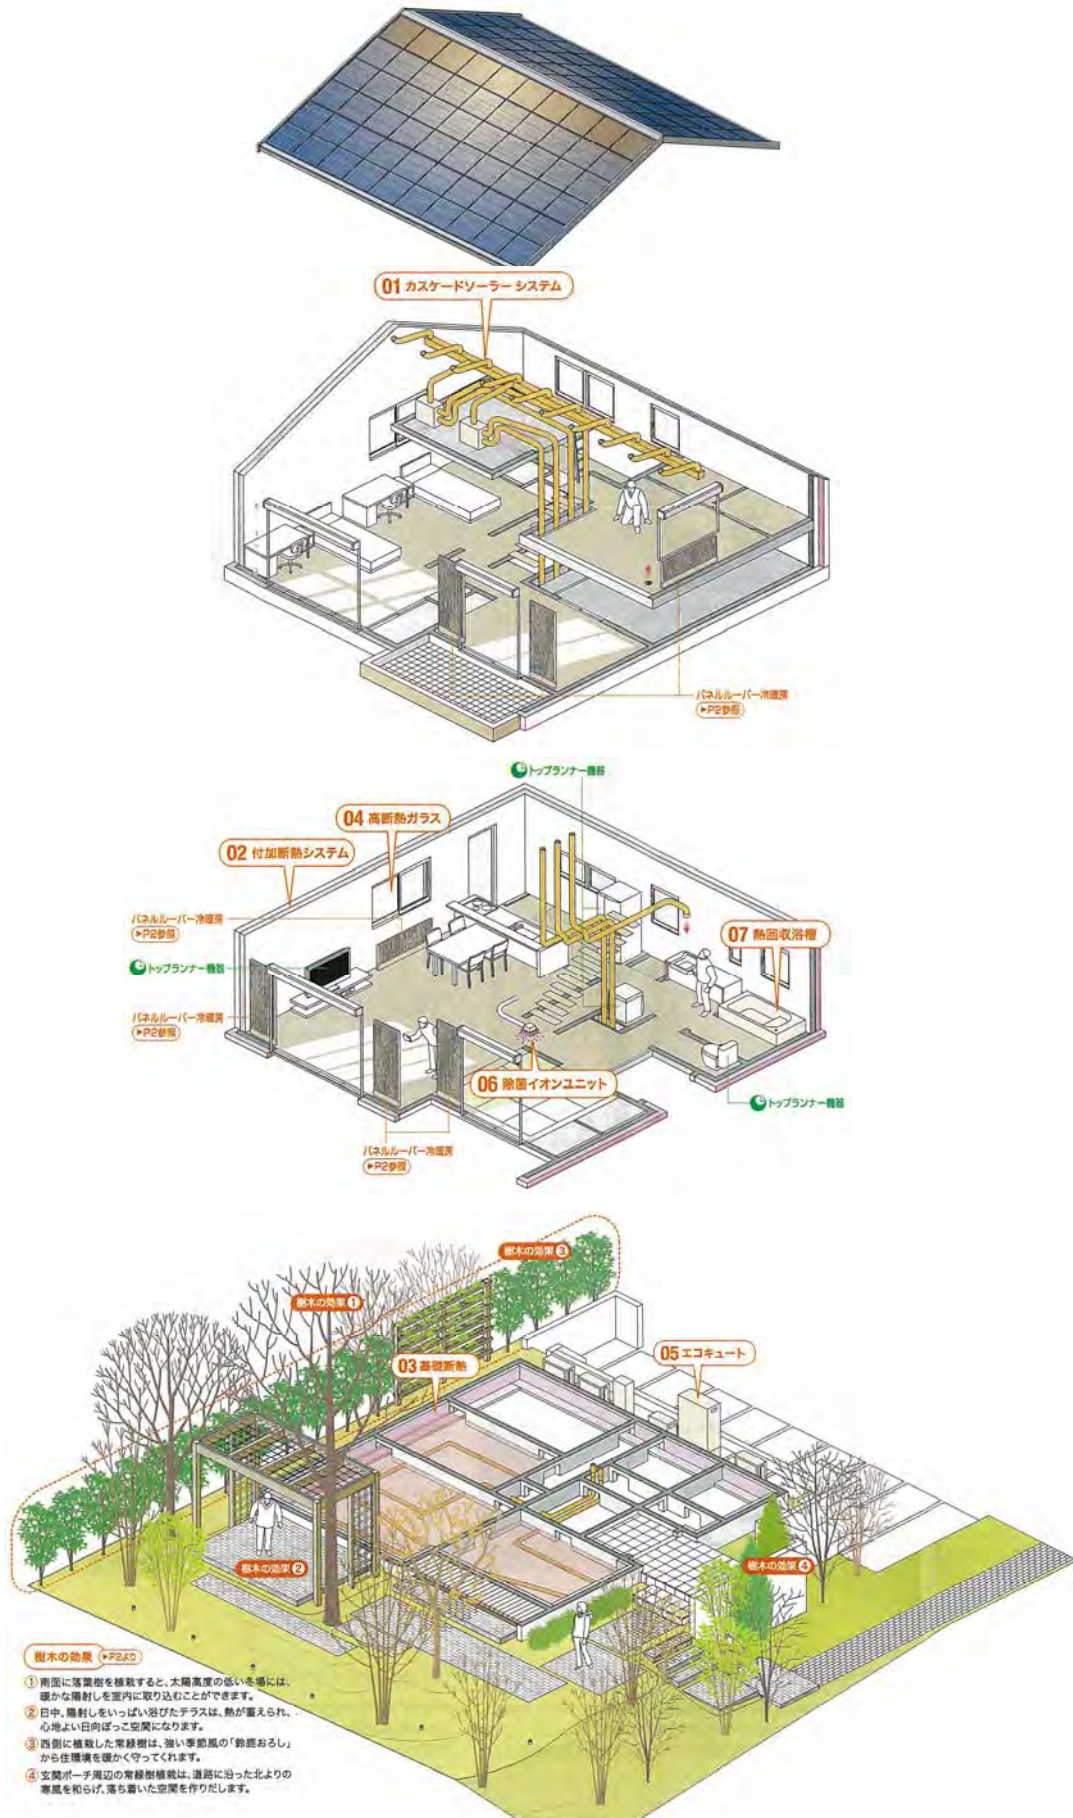 01 カスケードソーラーシステム
パネルルーバー冷暖房
▶P2参照
トップランナー機器
04 高断熱ガラス
02 付加断熱システム
パネルルーバー冷暖房
▶P2参照
07 熱回収浴槽
トップランナー機器
パネルルーバー冷暖房
▶P2参照
06 除菌イオンユニット
トップランナー機器
パネルルーバー冷暖房
▶P2参照
樹木の効果③
樹木の効果①
05 エコキュート
03 基礎断熱
樹木の効果②
樹木の効果④
樹木の効果 ▶P2より
① 南面に落葉樹を植栽すると、太陽高度の低い冬場には、
暖かな陽射しを室内に取り込むことができます。
② 日中、陽射しをいっぱい浴びたテラスは、熱が蓄えられ、
心地よい日向ぼっこ空間になります。
③ 西側に植栽した常緑樹は、強い季節風の「鈴鹿おろし」
から住環境を暖かく守ってくれます。
④ 玄関ポーチ周辺の常緑樹植栽は、道路に沿った北よりの
寒風を和らげ、落ち着いた空間を作りだします。